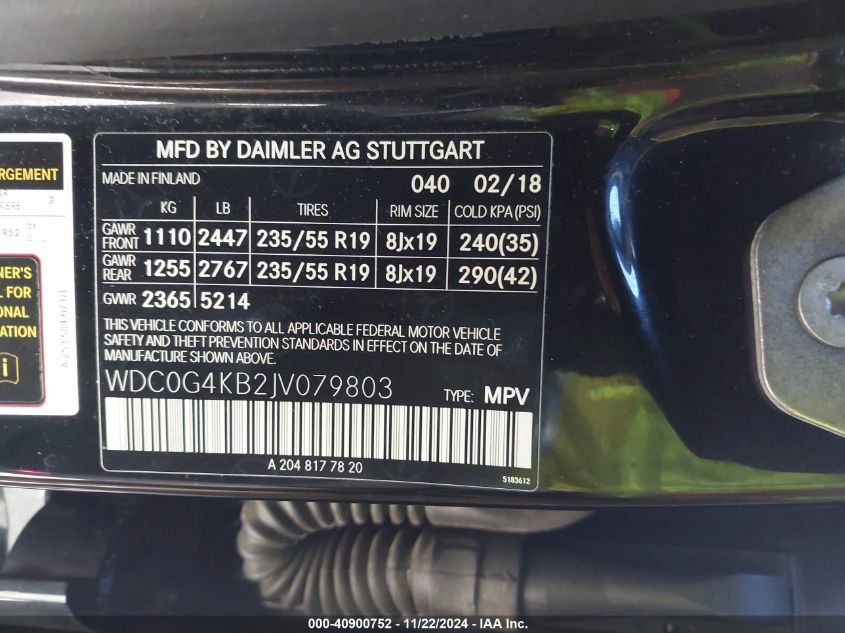 MFD BY DAIMLER AG STUTTGART
MADE IN FINLAND 040 02/18
KG LB TIRES RIM SIZE COLD KPA (PSI)
GAWR FRONT 1110 2447 235/55 R19 8Jx19 240(35)
GAWR REAR 1255 2767 235/55 R19 8Jx19 290(42)
GVWR 2365 5214
THIS VEHICLE CONFORMS TO ALL APPLICABLE FEDERAL MOTOR VEHICLE
SAFETY AND THEFT PREVENTION STANDARDS IN EFFECT ON THE DATE OF
MANUFACTURE SHOWN ABOVE.
WDC0G4KB2JV079803 TYPE: MPV
A 204 817 78 20
5183612
ARGEMENT
3
RIERE
952
NER'S
L FOR
ONAL
ATION
i
000-40900752 - 11/22/2024 - IAA Inc.